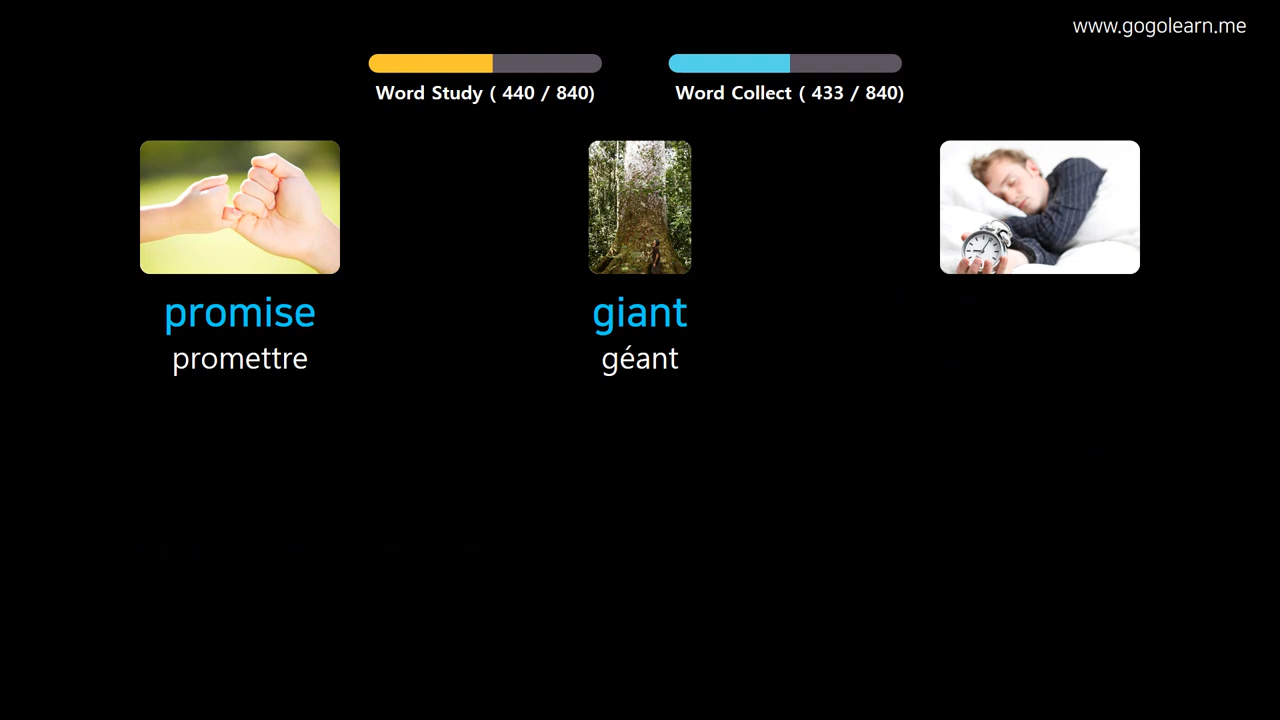 www.gogolearn.me
Word Study ( 440 / 840)
Word Collect ( 433 / 840)
promise
promettre
giant
géant